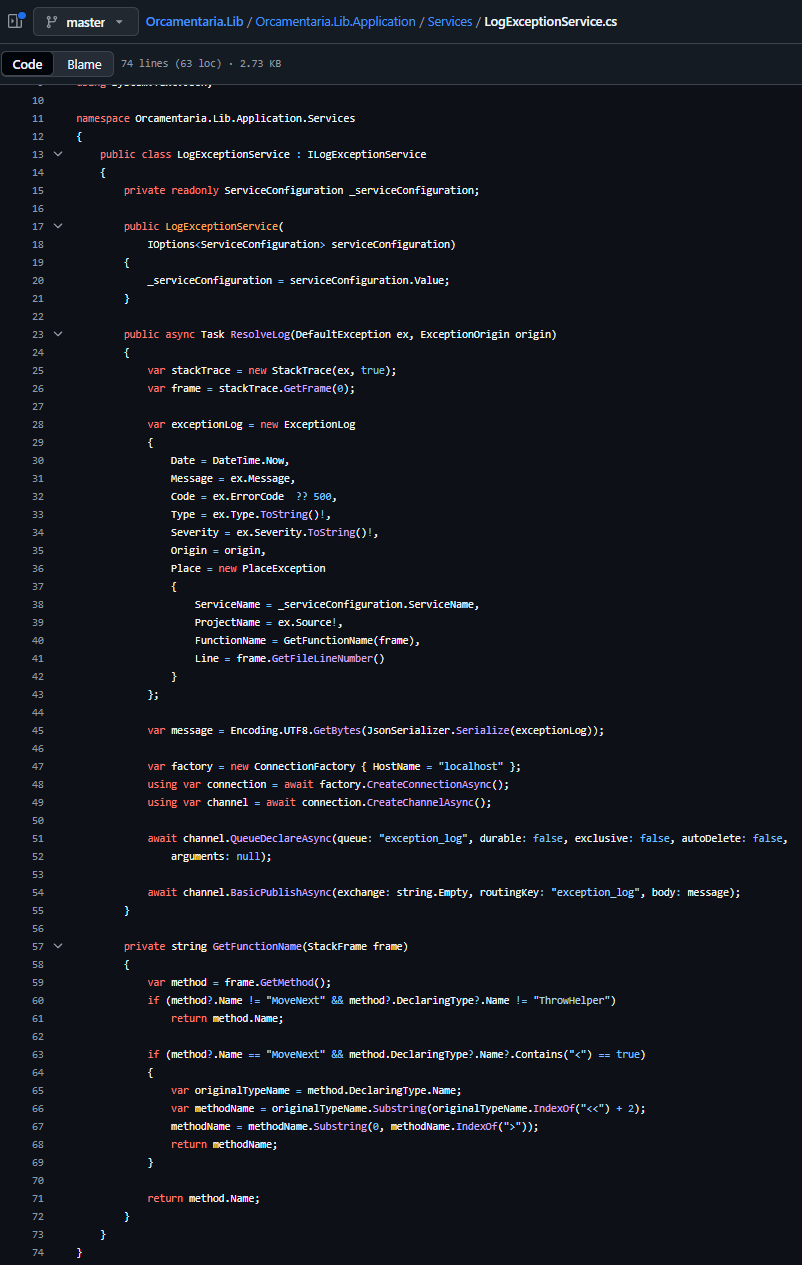 master Orcamentaria.Lib / Orcamentaria.Lib.Application / Services / LogExceptionService.cs
Code Blame 74 lines (63 loc) · 2.73 KB
10
11 namespace Orcamentaria.Lib.Application.Services
12 {
13 public class LogExceptionService : ILogExceptionService
14 {
15 private readonly ServiceConfiguration _serviceConfiguration;
16
17 public LogExceptionService(
18 IOptions<ServiceConfiguration> serviceConfiguration)
19 {
20 _serviceConfiguration = serviceConfiguration.Value;
21 }
22
23 public async Task ResolveLog(DefaultException ex, ExceptionOrigin origin)
24 {
25 var stackTrace = new StackTrace(ex, true);
26 var frame = stackTrace.GetFrame(0);
27
28 var exceptionLog = new ExceptionLog
29 {
30 Date = DateTime.Now,
31 Message = ex.Message,
32 Code = ex.ErrorCode  ?? 500,
33 Type = ex.Type.ToString()!,
34 Severity = ex.Severity.ToString()!,
35 Origin = origin,
36 Place = new PlaceException
37 {
38 ServiceName = _serviceConfiguration.ServiceName,
39 ProjectName = ex.Source!,
40 FunctionName = GetFunctionName(frame),
41 Line = frame.GetFileLineNumber()
42 }
43 };
44
45 var message = Encoding.UTF8.GetBytes(JsonSerializer.Serialize(exceptionLog));
46
47 var factory = new ConnectionFactory { HostName = "localhost" };
48 using var connection = await factory.CreateConnectionAsync();
49 using var channel = await connection.CreateChannelAsync();
50
51 await channel.QueueDeclareAsync(queue: "exception_log", durable: false, exclusive: false, autoDelete: false,
52 arguments: null);
53
54 await channel.BasicPublishAsync(exchange: string.Empty, routingKey: "exception_log", body: message);
55 }
56
57 private string GetFunctionName(StackFrame frame)
58 {
59 var method = frame.GetMethod();
60 if (method?.Name != "MoveNext" && method?.DeclaringType?.Name != "ThrowHelper")
61 return method.Name;
62
63 if (method?.Name == "MoveNext" && method.DeclaringType?.Name?.Contains("<") == true)
64 {
65 var originalTypeName = method.DeclaringType.Name;
66 var methodName = originalTypeName.Substring(originalTypeName.IndexOf("<<") + 2);
67 methodName = methodName.Substring(0, methodName.IndexOf(">"));
68 return methodName;
69 }
70
71 return method.Name;
72 }
73 }
74 }